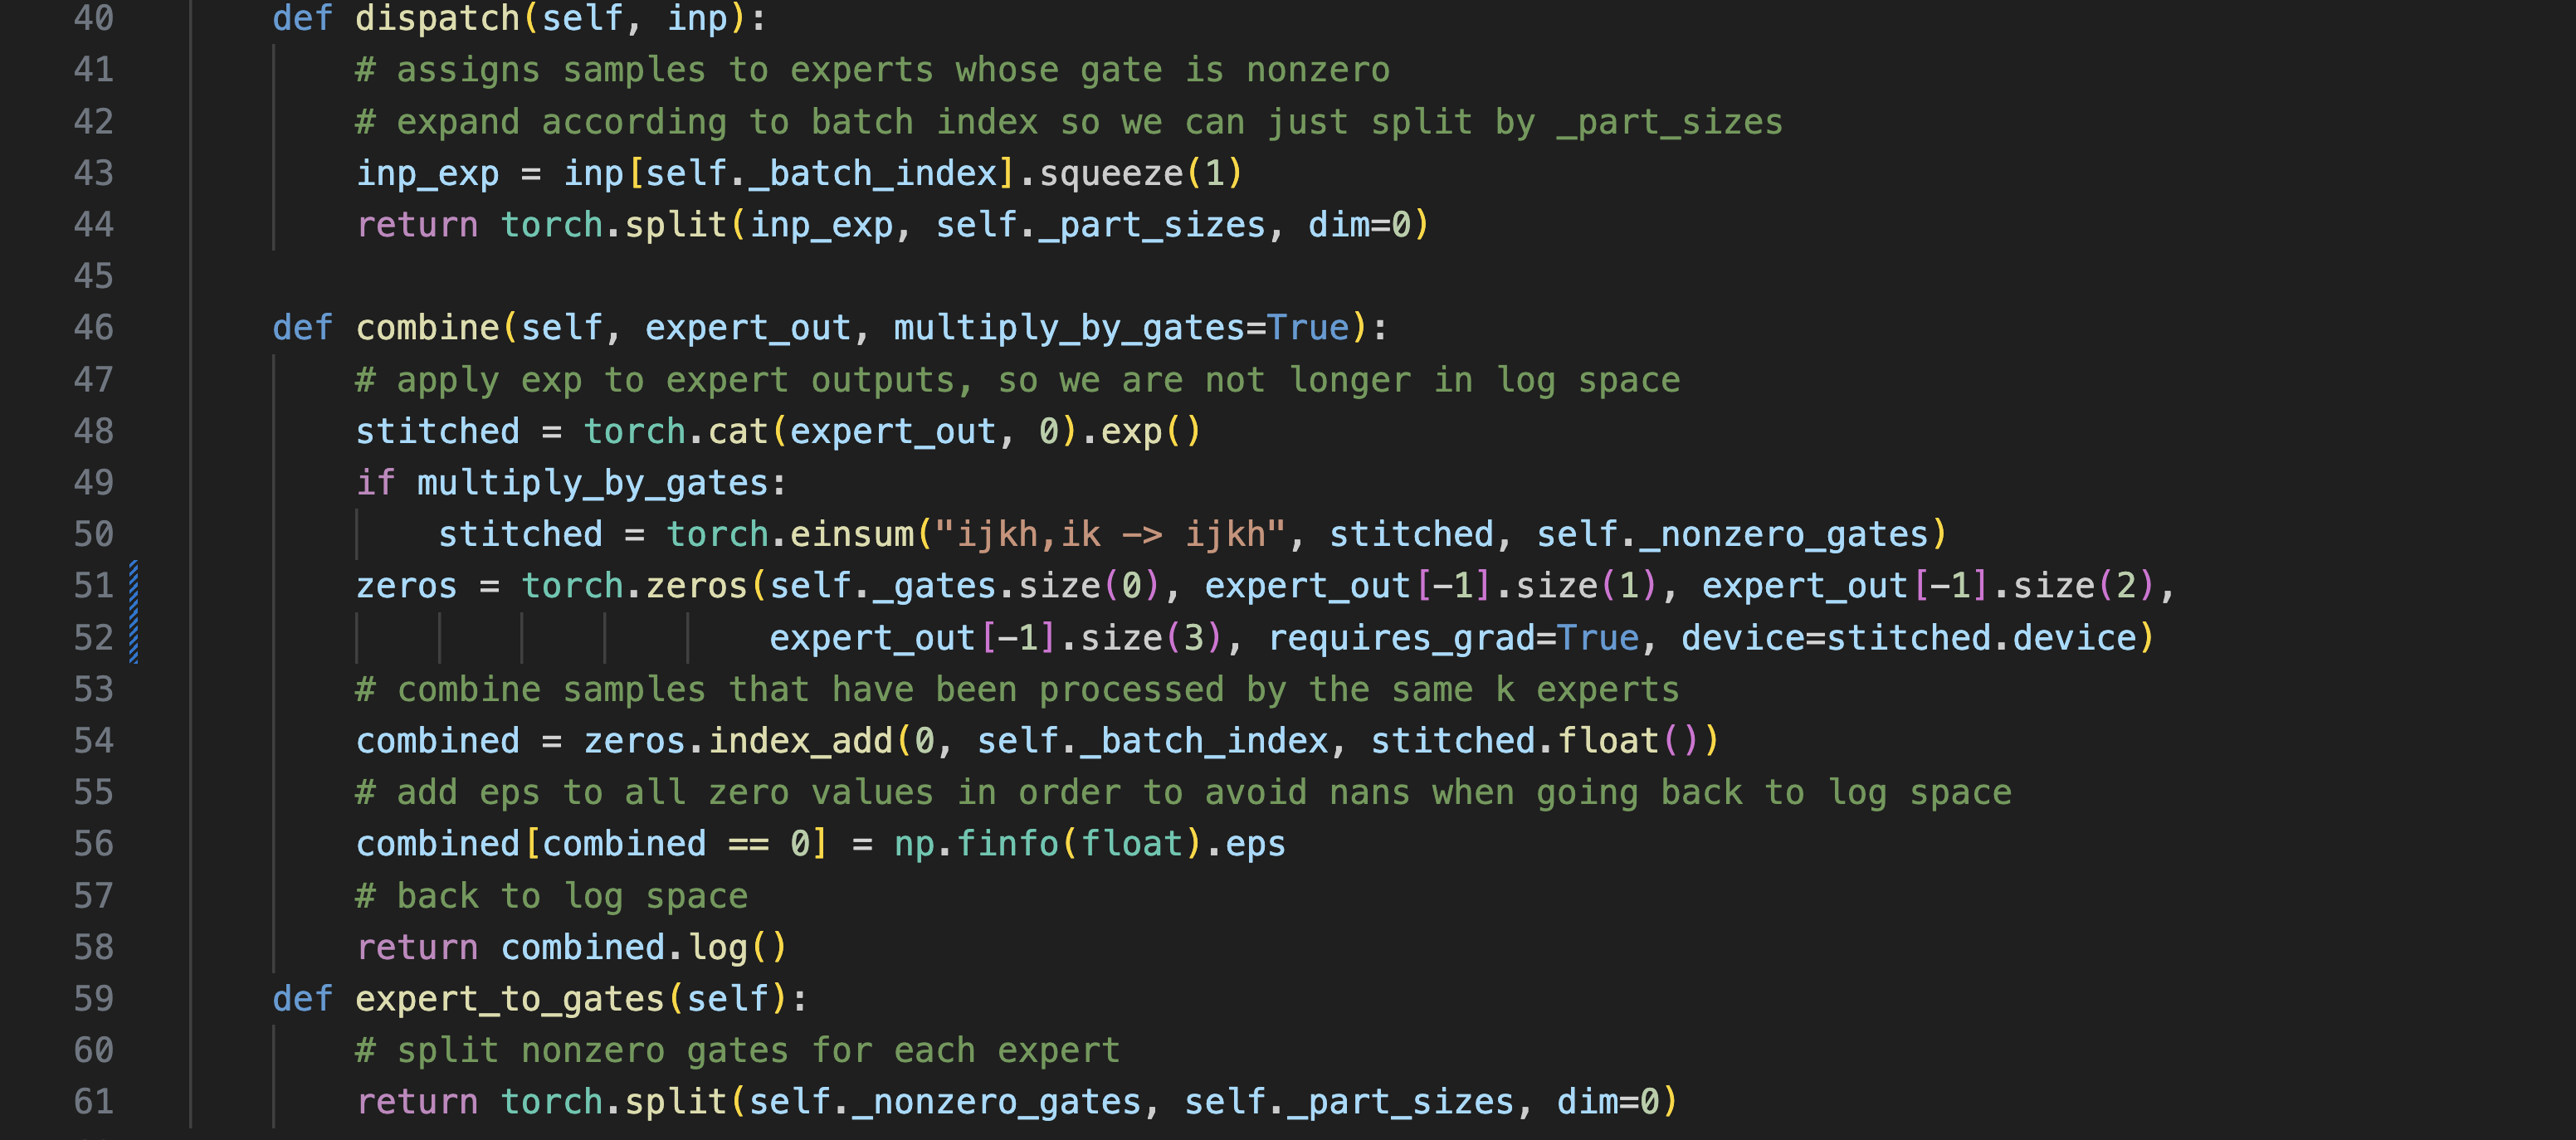 40 def dispatch(self, inp):
41 # assigns samples to experts whose gate is nonzero
42 # expand according to batch index so we can just split by _part_sizes
43 inp_exp = inp[self._batch_index].squeeze(1)
44 return torch.split(inp_exp, self._part_sizes, dim=0)
45
46 def combine(self, expert_out, multiply_by_gates=True):
47 # apply exp to expert outputs, so we are not longer in log space
48 stitched = torch.cat(expert_out, 0).exp()
49 if multiply_by_gates:
50 stitched = torch.einsum("ijkh,ik -> ijkh", stitched, self._nonzero_gates)
51 zeros = torch.zeros(self._gates.size(0), expert_out[-1].size(1), expert_out[-1].size(2),
52 expert_out[-1].size(3), requires_grad=True, device=stitched.device)
53 # combine samples that have been processed by the same k experts
54 combined = zeros.index_add(0, self._batch_index, stitched.float())
55 # add eps to all zero values in order to avoid nans when going back to log space
56 combined[combined == 0] = np.finfo(float).eps
57 # back to log space
58 return combined.log()
59 def expert_to_gates(self):
60 # split nonzero gates for each expert
61 return torch.split(self._nonzero_gates, self._part_sizes, dim=0)